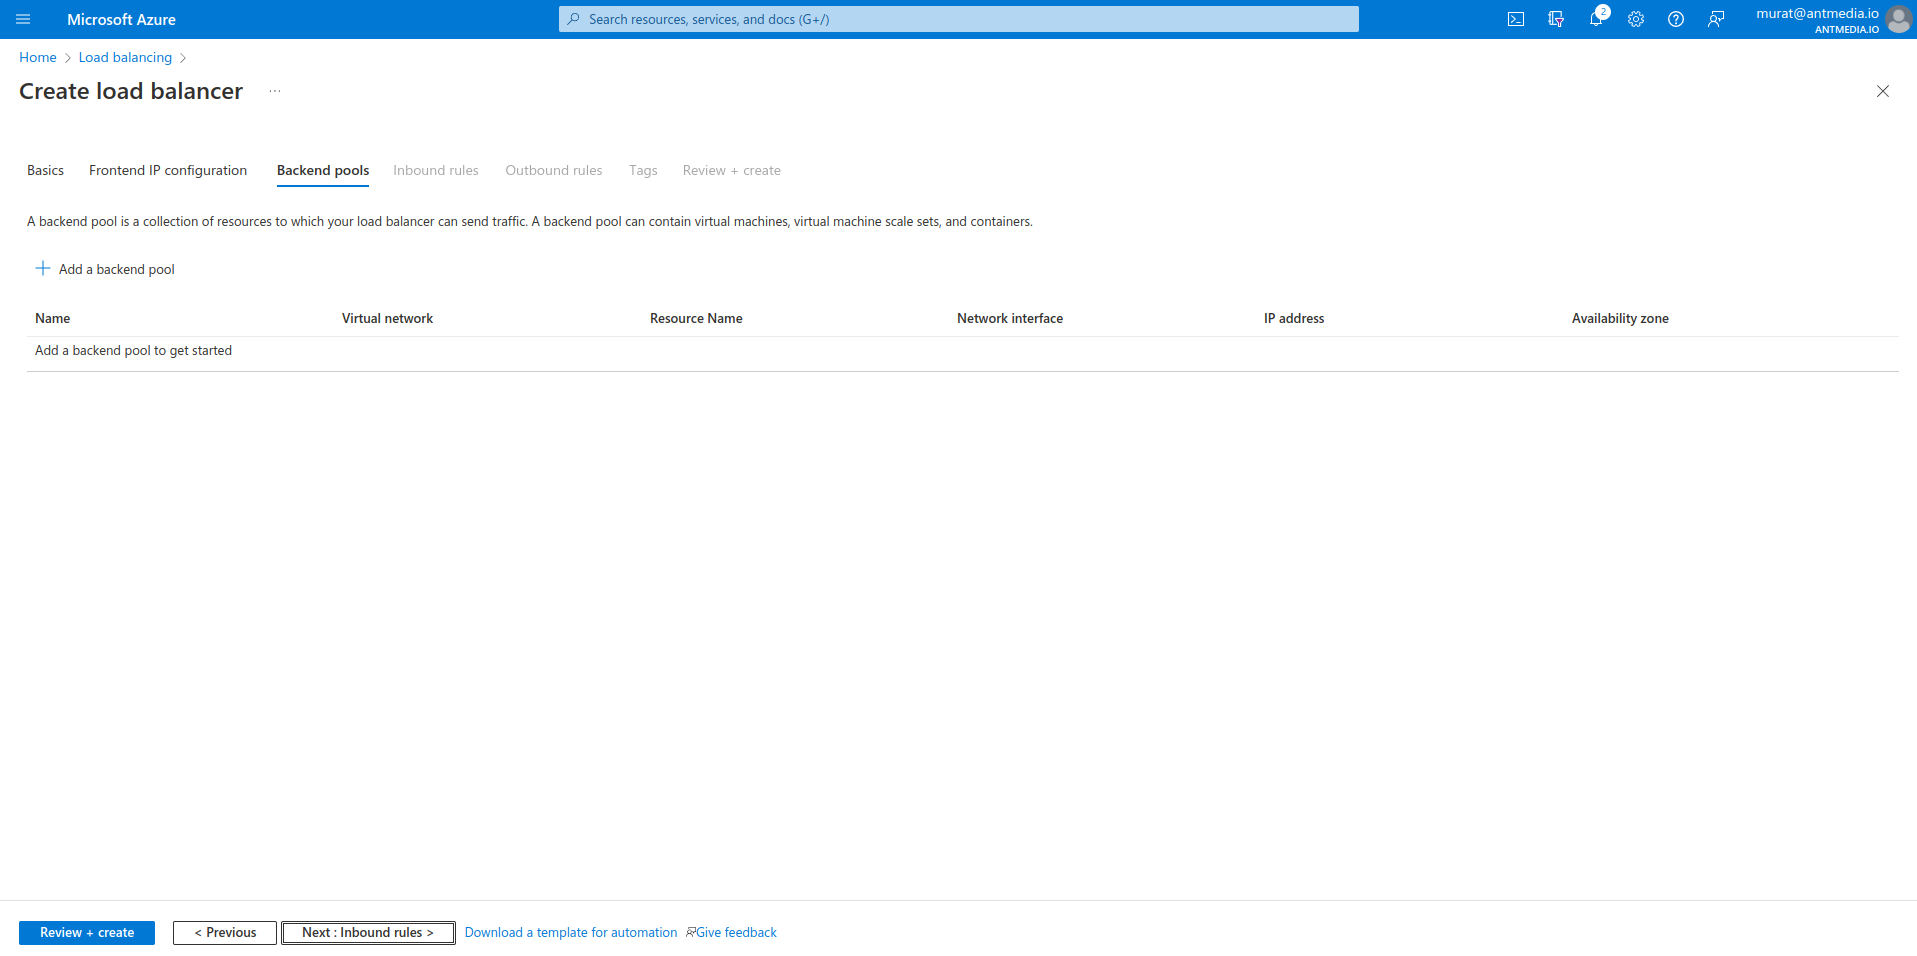 Microsoft Azure
Search resources, services, and docs (G+/)
2
murat@antmedia.io
ANTMEDIA.IO
Home > Load balancing >
Create load balancer ...
Basics Frontend IP configuration Backend pools Inbound rules Outbound rules Tags Review + create
A backend pool is a collection of resources to which your load balancer can send traffic. A backend pool can contain virtual machines, virtual machine scale sets, and containers.
+ Add a backend pool
Name Virtual network Resource Name Network interface IP address Availability zone
Add a backend pool to get started
Review + create < Previous Next : Inbound rules > Download a template for automation Give feedback